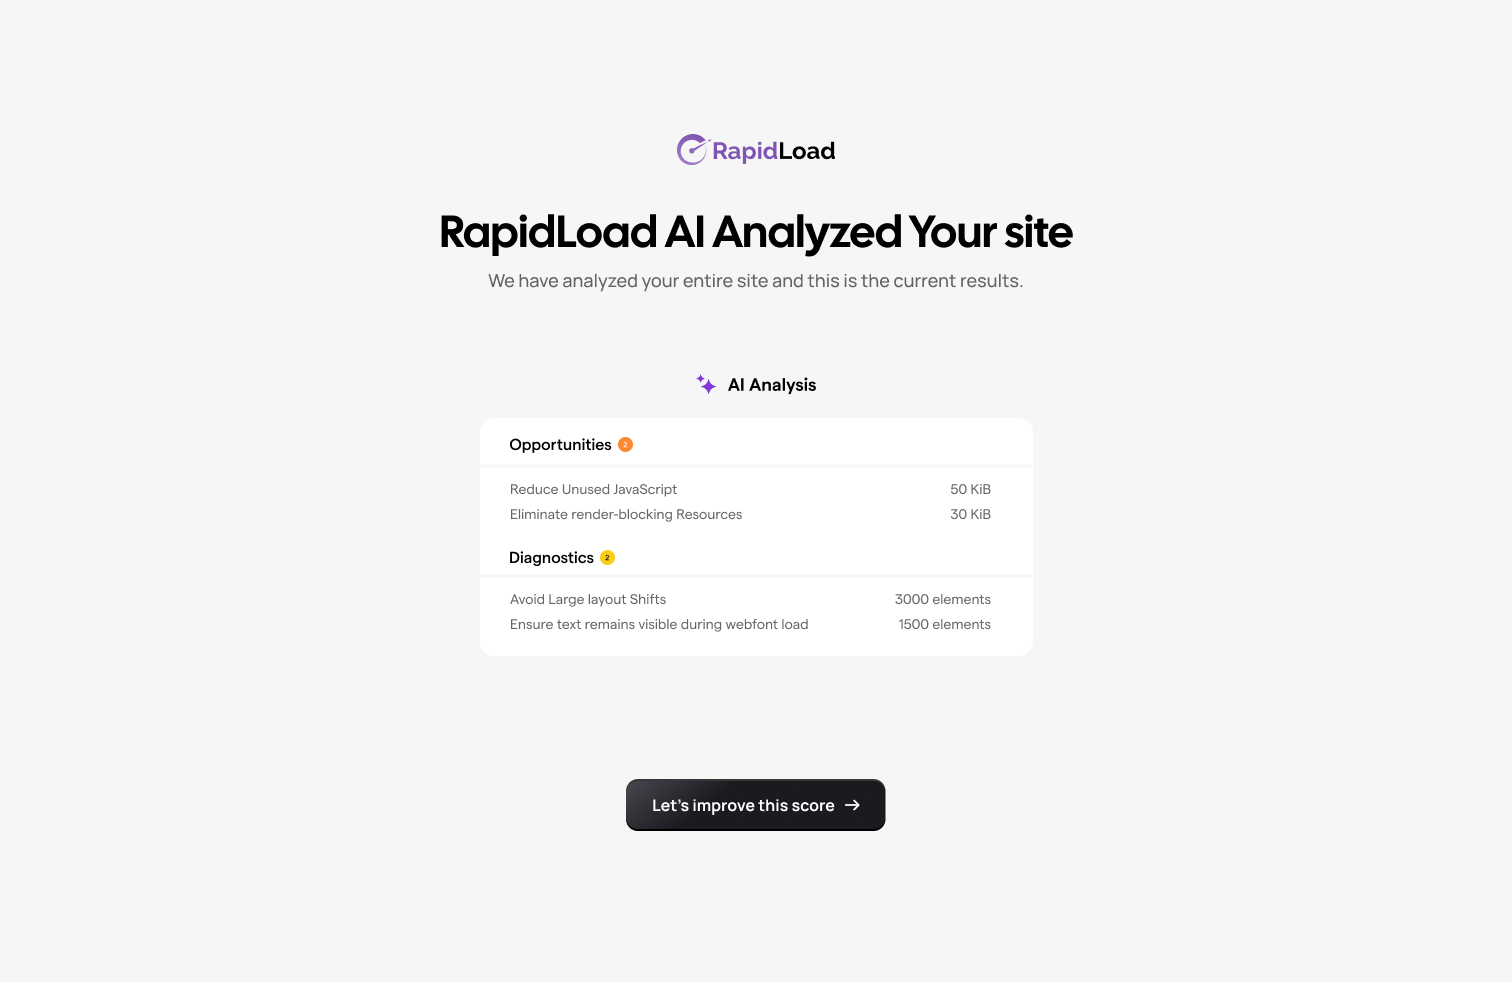 RapidLoad
RapidLoad AI Analyzed Your site
We have analyzed your entire site and this is the current results.
AI Analysis
Opportunities 2
Reduce Unused JavaScript 50 KiB
Eliminate render-blocking Resources 30 KiB
Diagnostics 2
Avoid Large layout Shifts 3000 elements
Ensure text remains visible during webfont load 1500 elements
Let's improve this score →